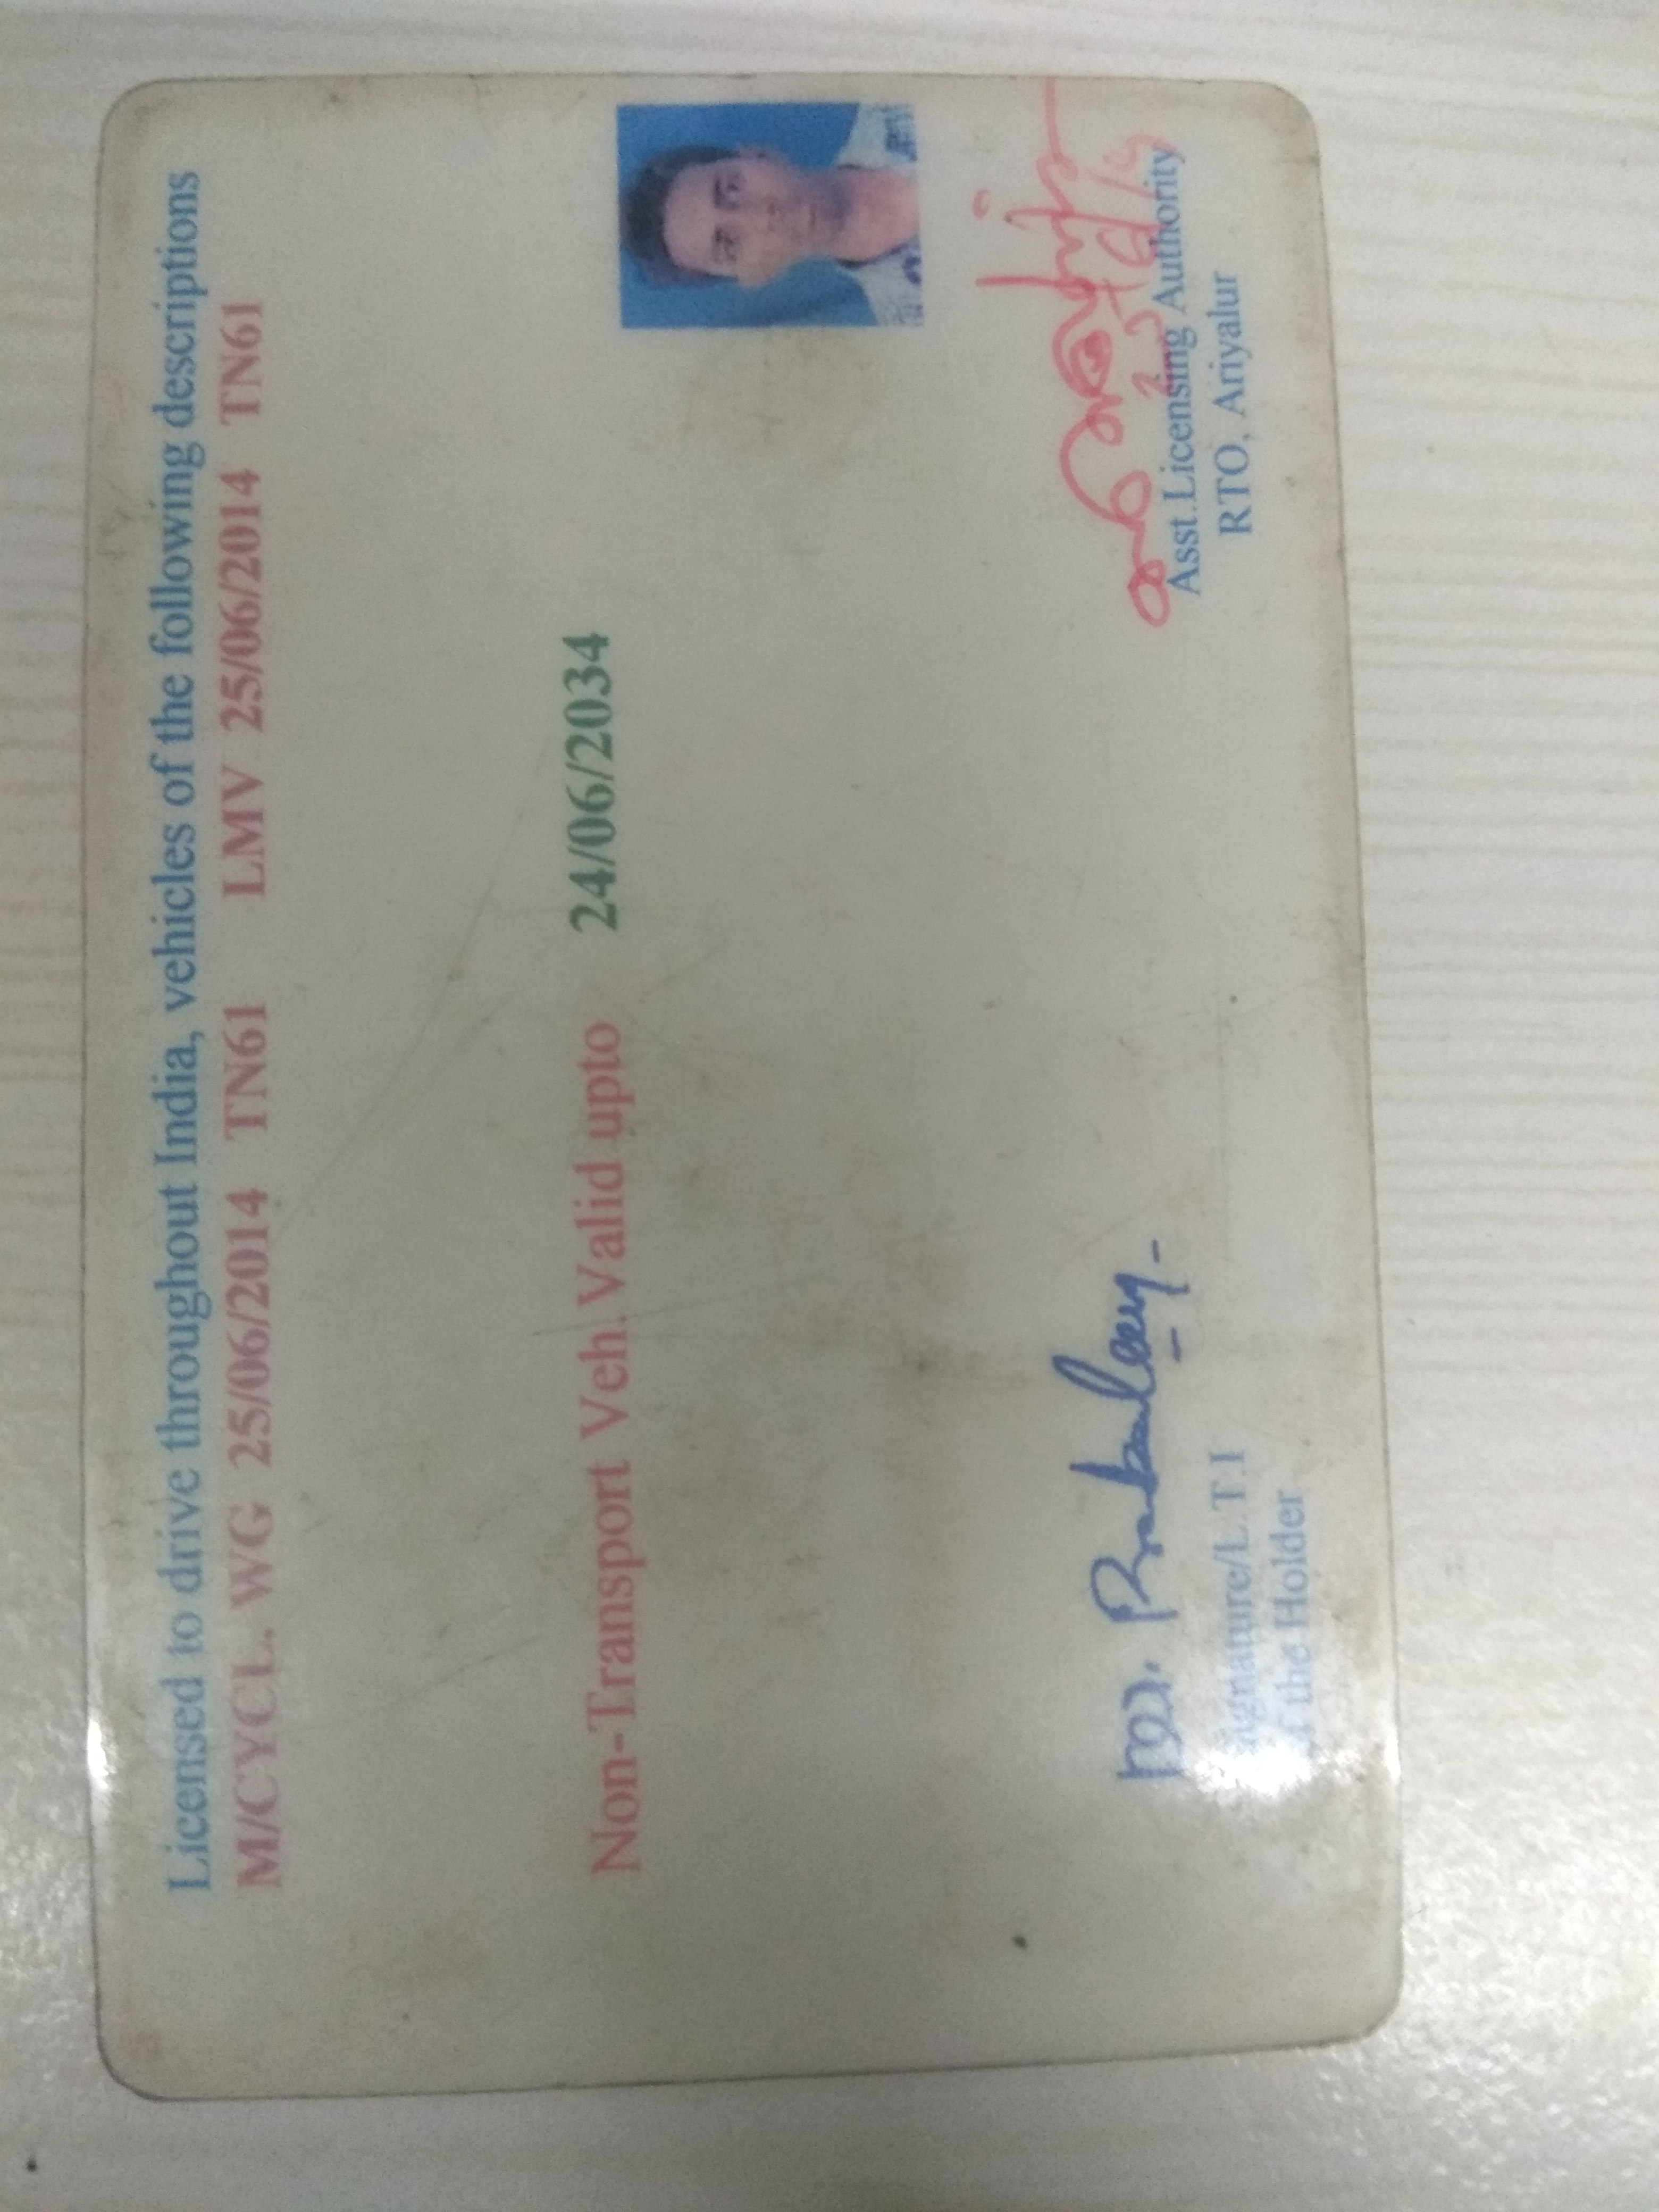 Licensed to drive throughout India, vehicles of the following descriptions
M/CYCL. WG 25/06/2014 TN61 LMV 25/06/2014 TN61
Non-Transport Veh.Valid upto 24/06/2034
Signature/L.T.I
of the Holder
Asst.Licensing Authority
RTO, Ariyalur